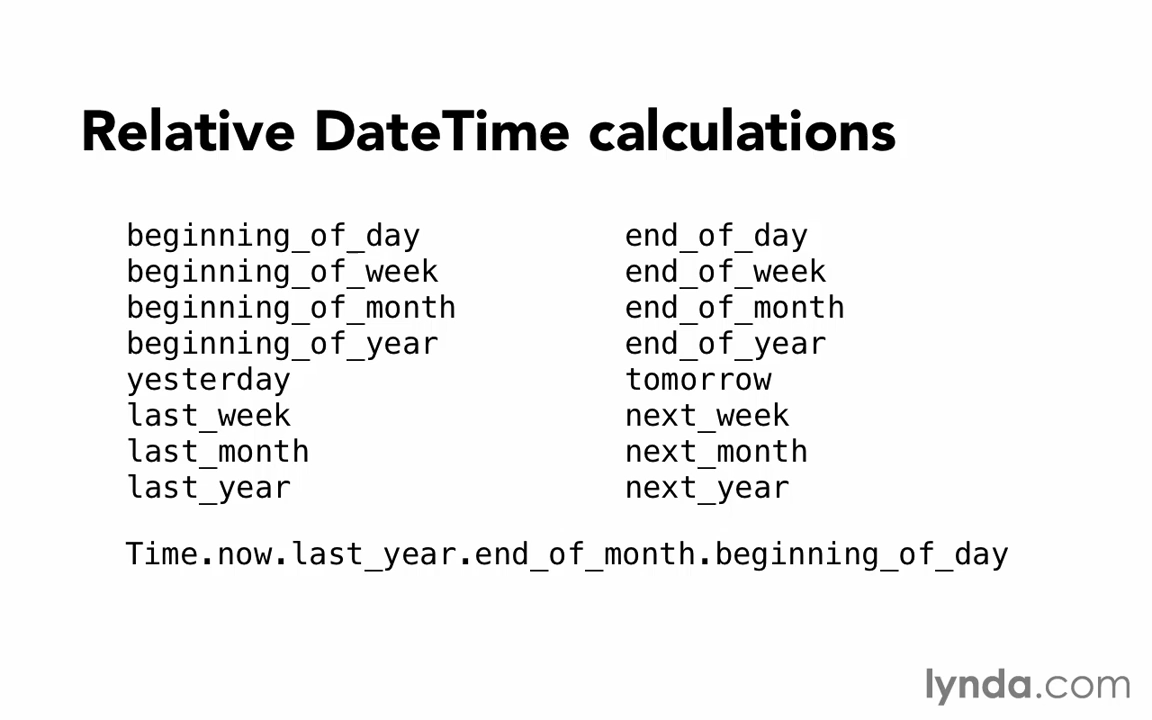 Relative DateTime calculations
beginning_of_day
beginning_of_week
beginning_of_month
beginning_of_year
yesterday
last_week
last_month
last_year
end_of_day
end_of_week
end_of_month
end_of_year
tomorrow
next_week
next_month
next_year
Time.now.last_year.end_of_month.beginning_of_day
lynda.com